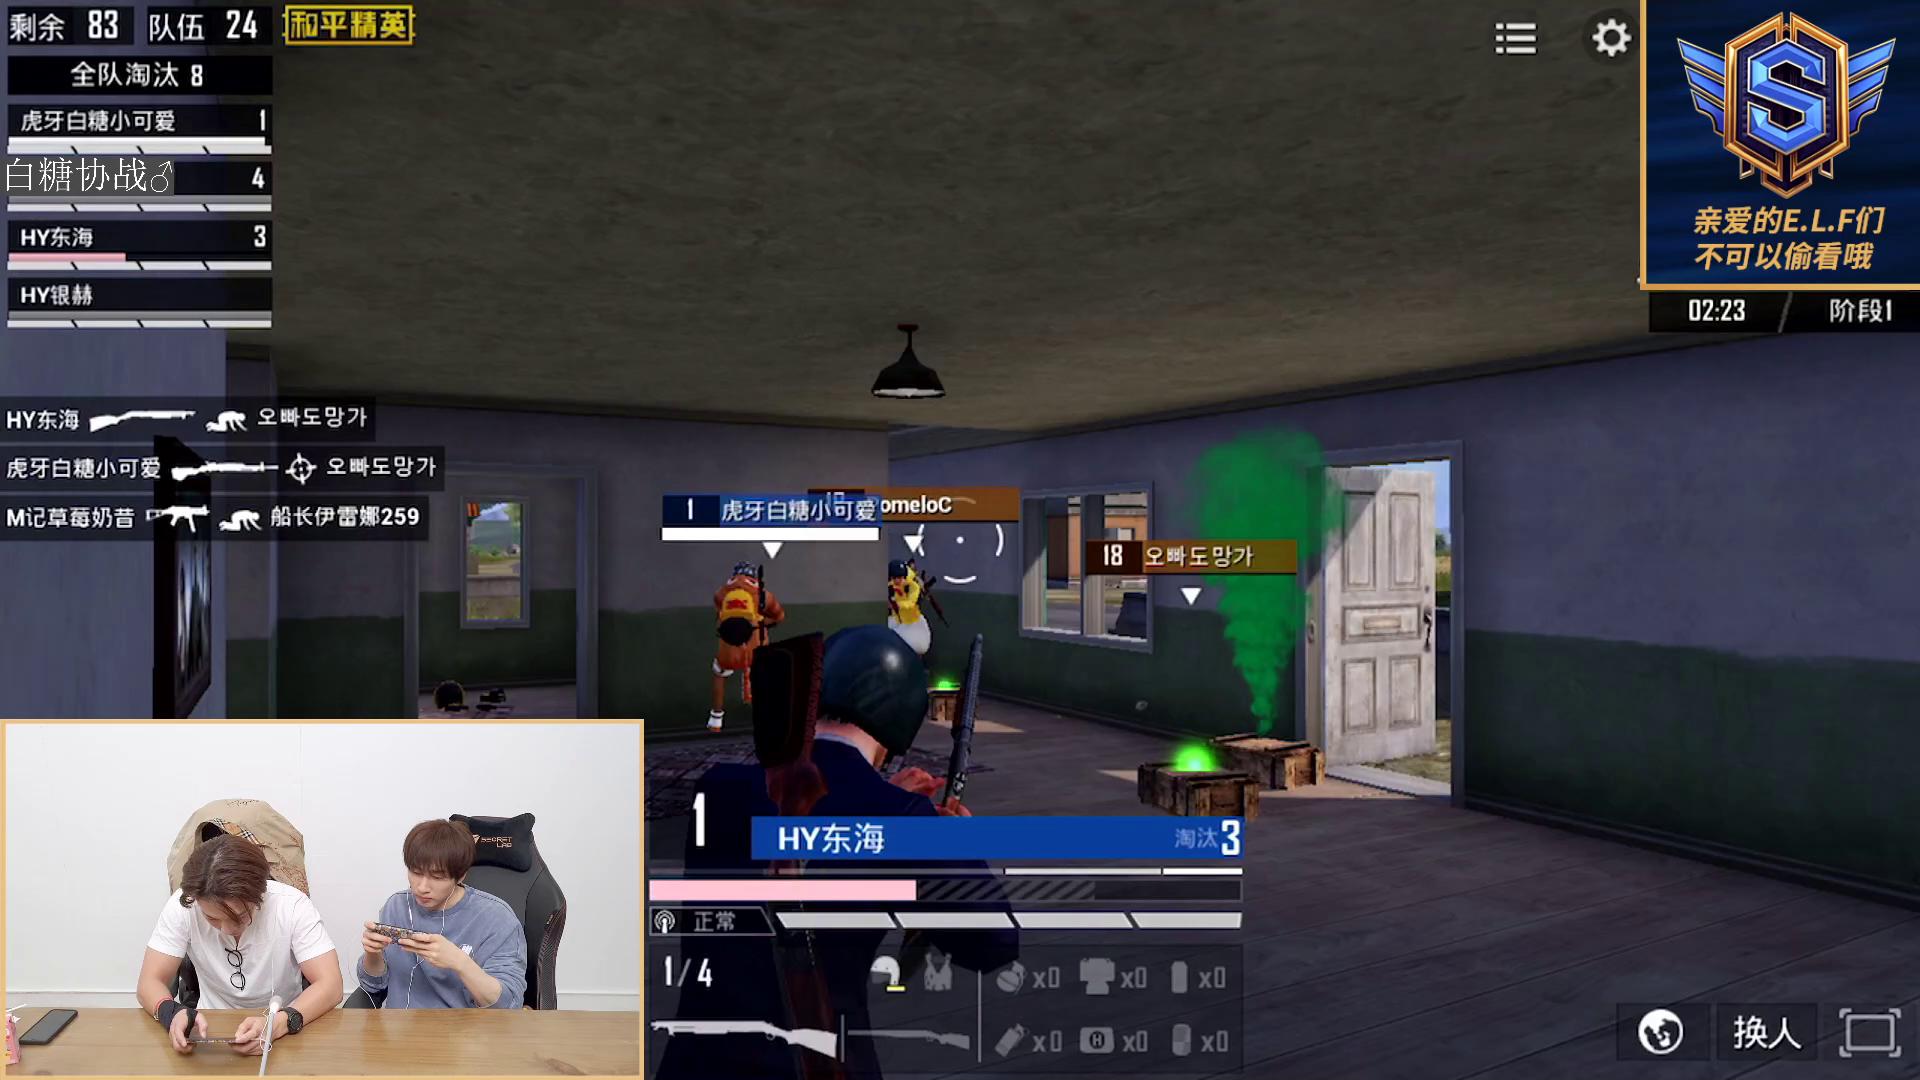 剩余 83 队伍 24 和平精英
全队淘汰 8
虎牙白糖小可爱 1
白糖协战♂ 4
HY东海 3
HY银赫
亲爱的E.L.F们
不可以偷看哦
02:23 阶段1
HY东海 오빠도망가
虎牙白糖小可爱 오빠도망가
M记草莓奶昔 船长伊雷娜259
1 虎牙白糖小可爱 omeloC
18 오빠도망가
SECRET LAB
1 HY东海 淘汰3
正常
1/4 x0 x0 x0
x0 x0 x0
换人